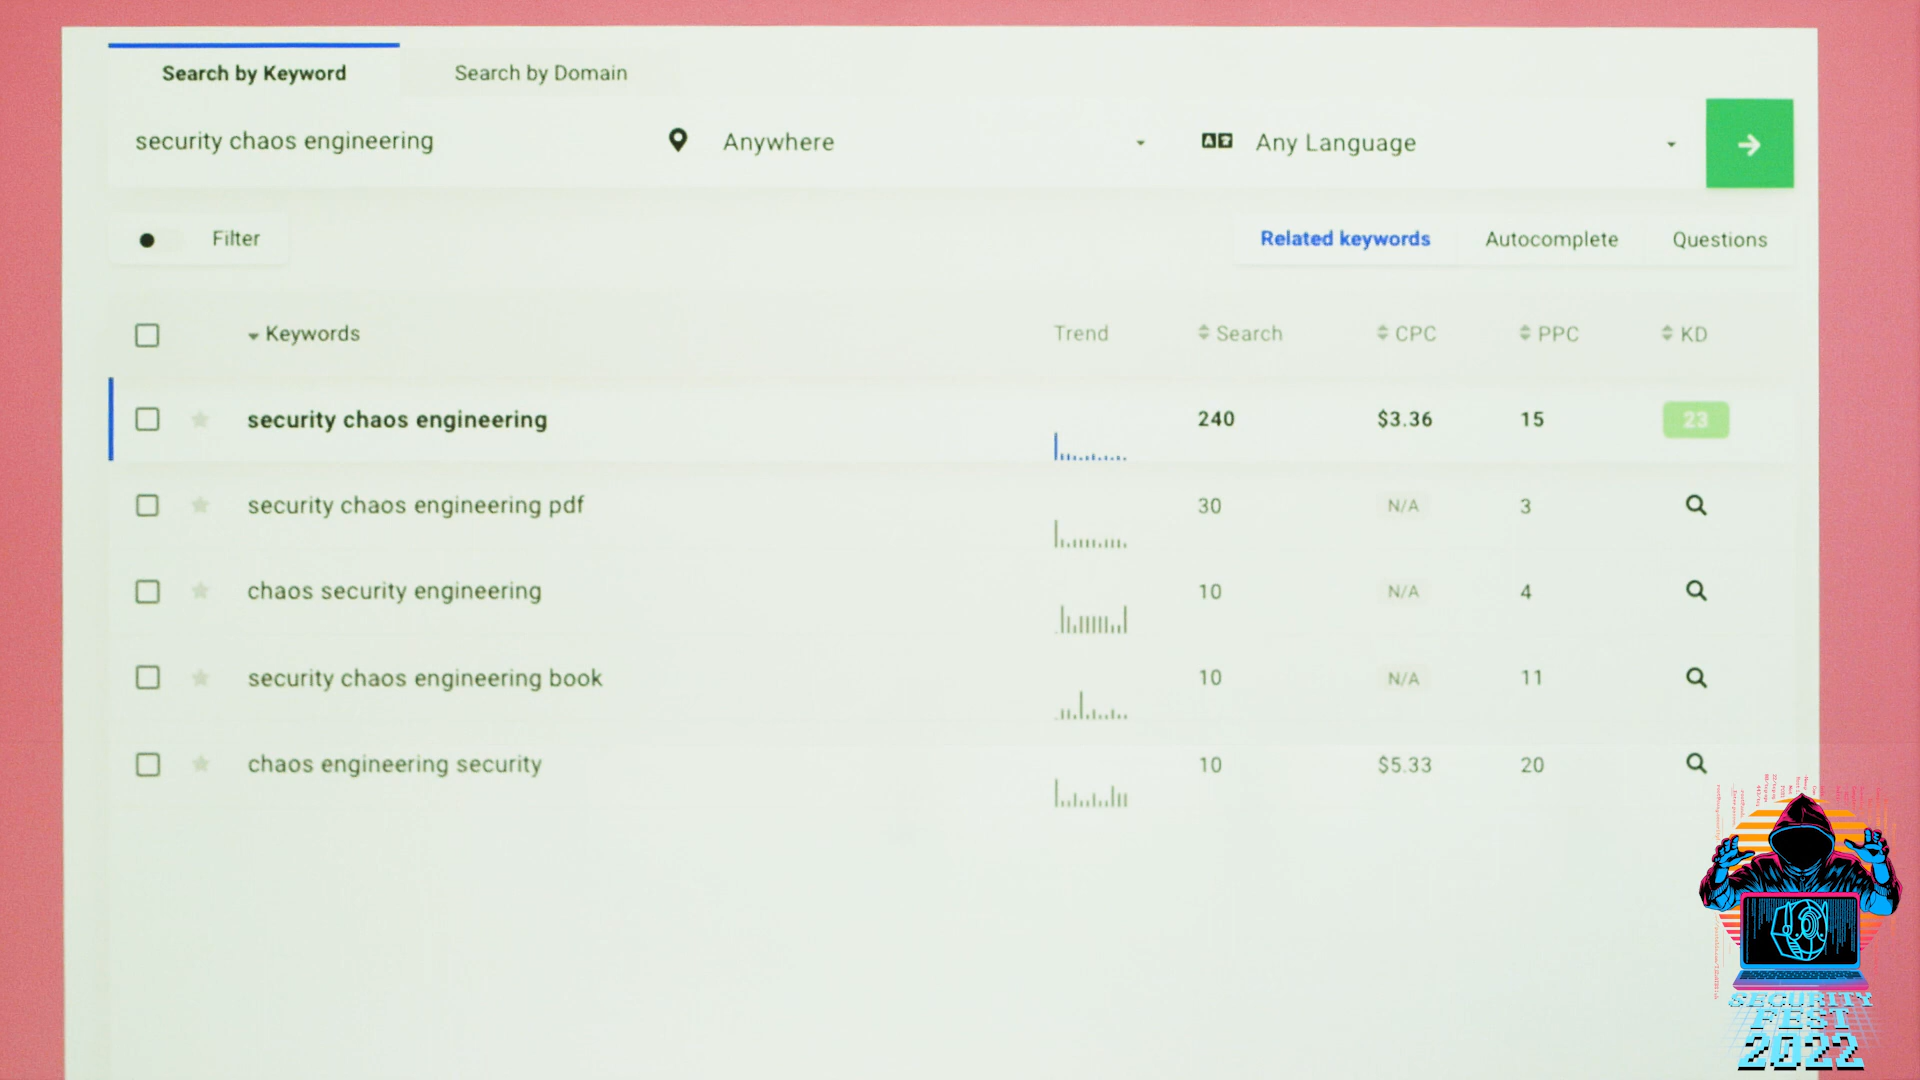 Search by Keyword Search by Domain
security chaos engineering Anywhere Any Language
Filter Related keywords Autocomplete Questions
Keywords Trend Search CPC PPC KD
security chaos engineering 240 $3.36 15 23
security chaos engineering pdf 30 N/A 3
chaos security engineering 10 N/A 4
security chaos engineering book 10 N/A 11
chaos engineering security 10 $5.33 20
SECURITY
FEST
2022